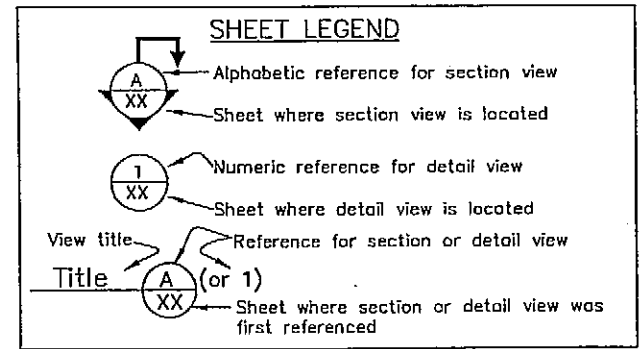 SHEET LEGEND
A
XX
Alphabetic reference for section view
Sheet where section view is located
1
XX
Numeric reference for detail view
Sheet where detail view is located
View title
Reference for section or detail view
Title A (or 1)
XX
Sheet where section or detail view was
first referenced